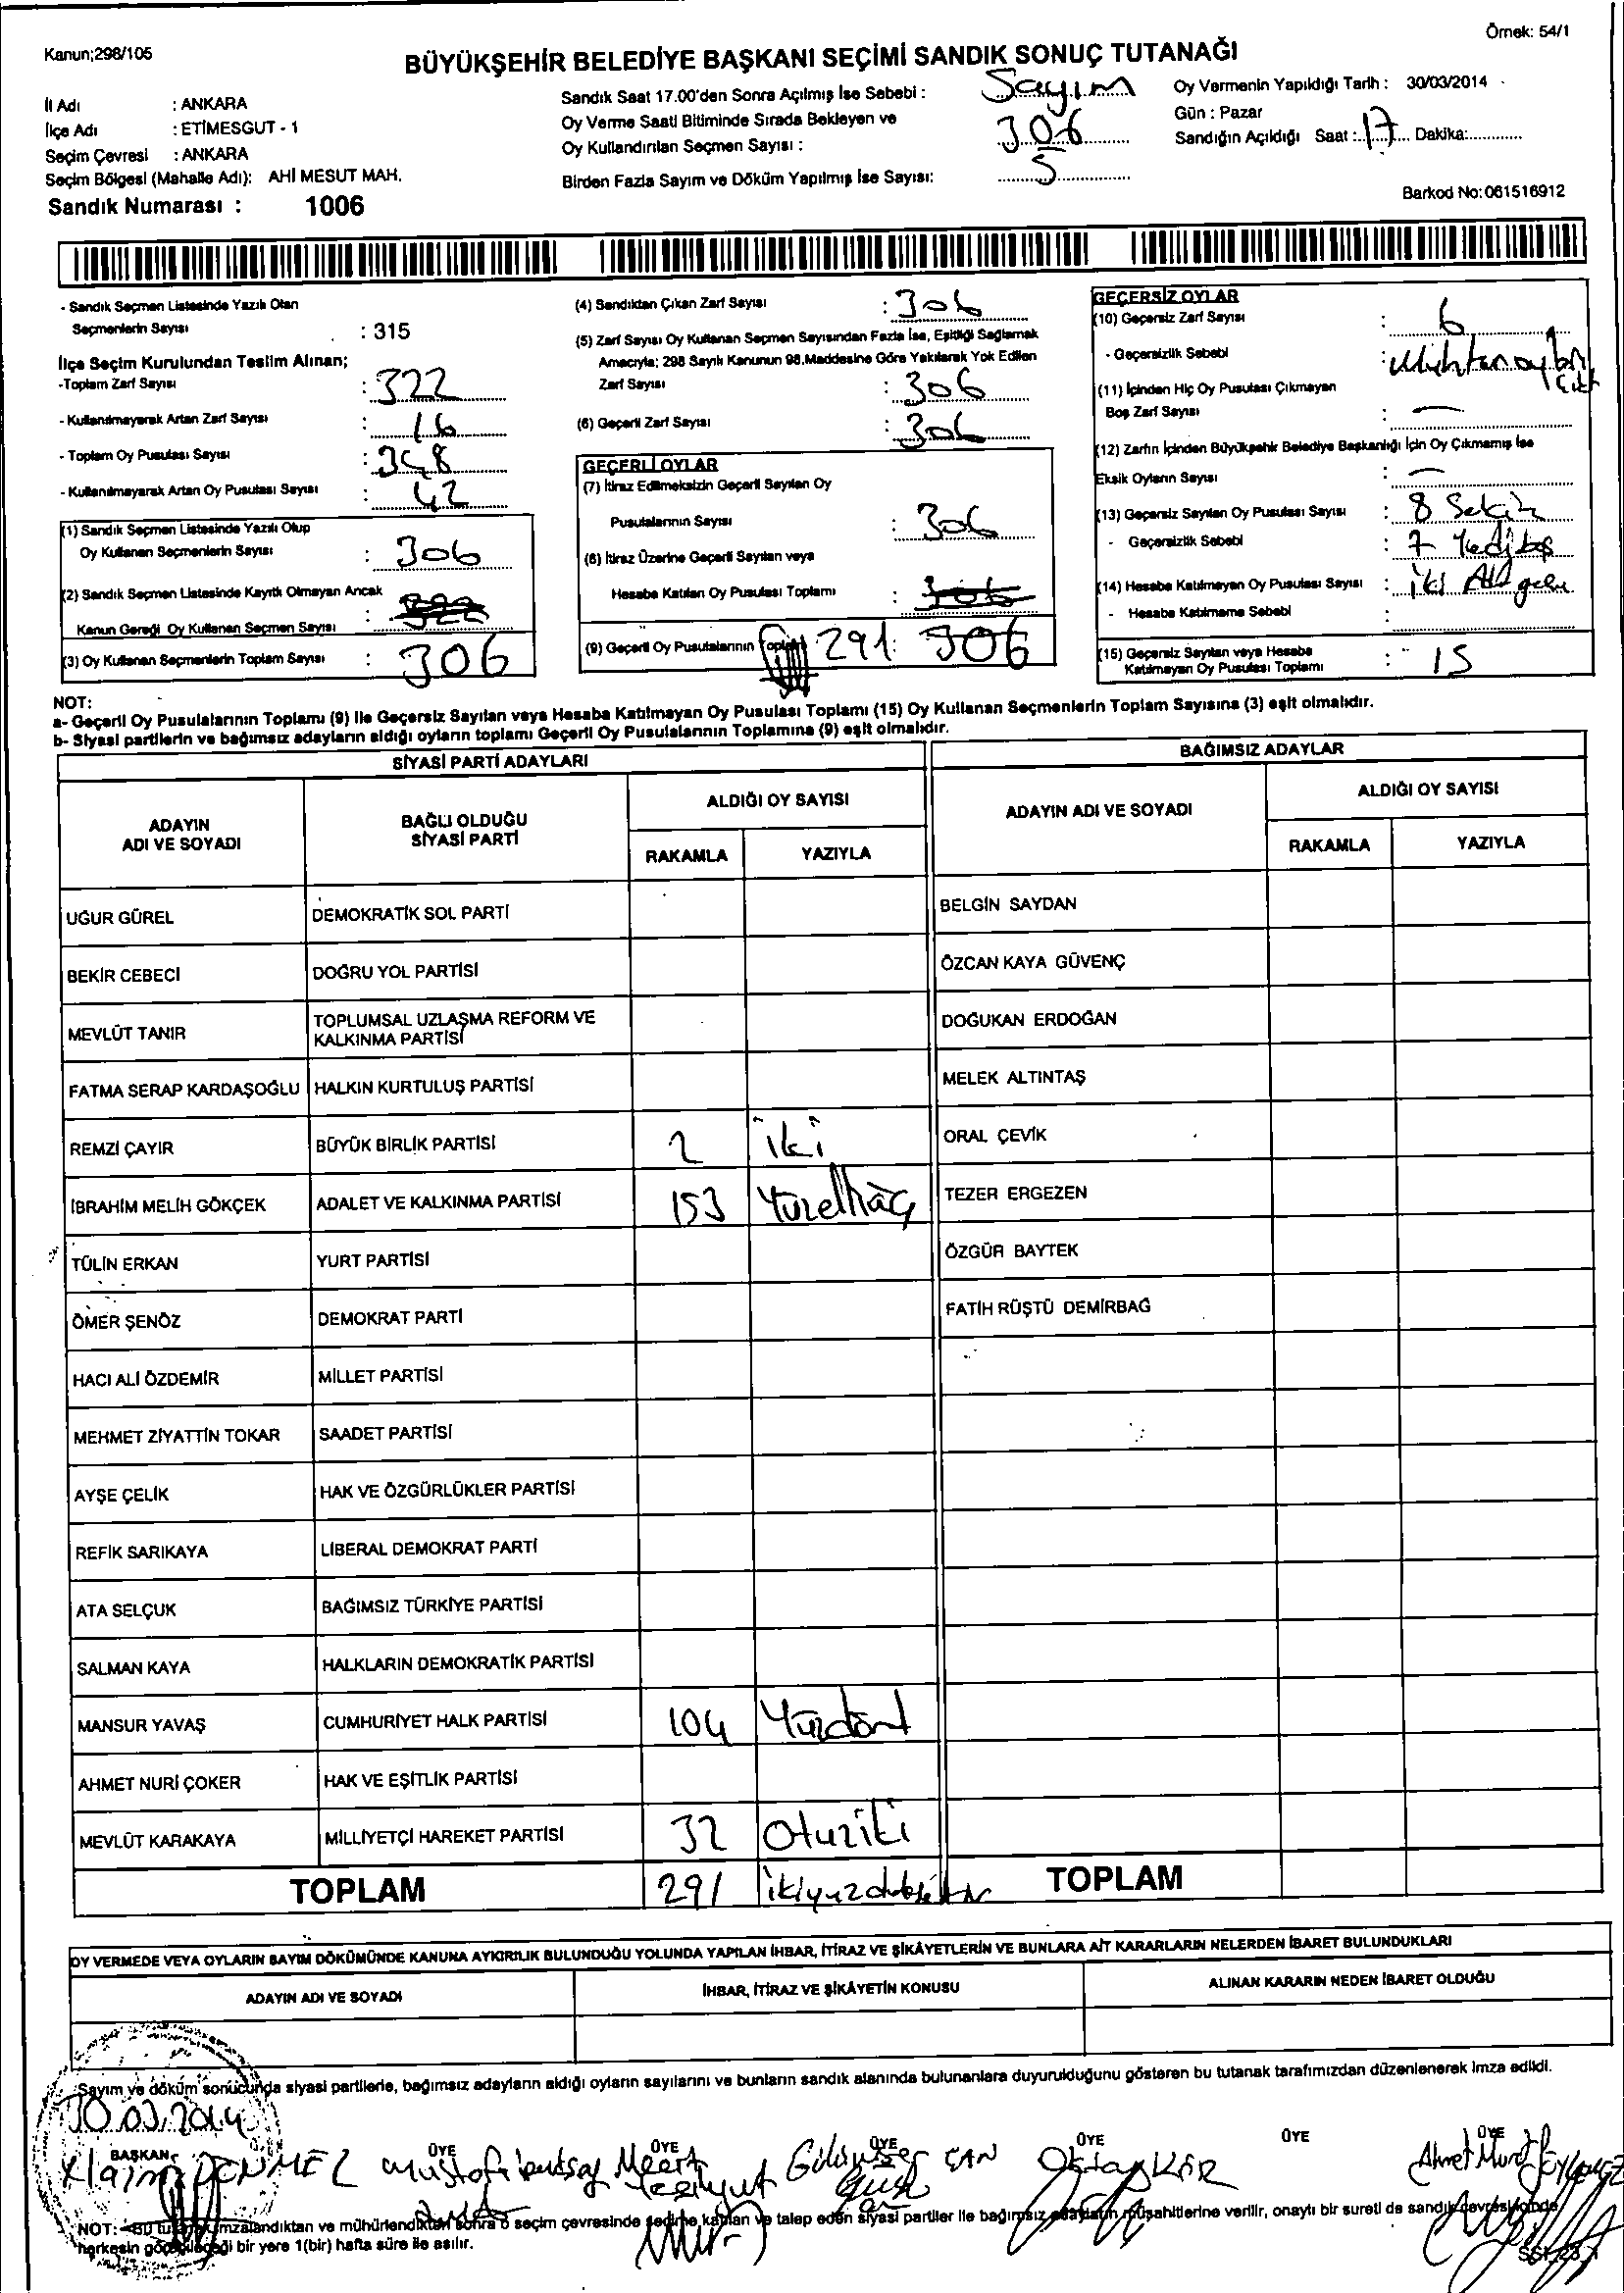 Kanun;298/105
Örnek: 54/1
BÜYÜKŞEHİR BELEDİYE BAŞKANI SEÇİMİ SANDIK SONUÇ TUTANAĞI
İl Adı : ANKARA
İlçe Adı : ETİMESGUT - 1
Seçim Çevresi : ANKARA
Seçim Bölgesi (Mahalle Adı): AHİ MESUT MAH.
Sandık Numarası : 1006
Sandık Saat 17.00'den Sonra Açılmış İse Sebebi : Sayım
Oy Verme Saati Bitiminde Sırada Bekleyen ve
Oy Kullandırılan Seçmen Sayısı : 306
Birden Fazla Sayım ve Döküm Yapılmış İse Sayısı: 5
Oy Vermenin Yapıldığı Tarih : 30/03/2014
Gün : Pazar
Sandığın Açıldığı Saat : 17 Dakika:
Barkod No: 061516912
- Sandık Seçmen Listesinde Yazılı Olan
Seçmenlerin Sayısı : 315
İlçe Seçim Kurulundan Teslim Alınan;
-Toplam Zarf Sayısı : 322
- Kullanılmayarak Artan Zarf Sayısı : 16
- Toplam Oy Pusulası Sayısı : 348
- Kullanılmayarak Artan Oy Pusulası Sayısı : 42
(1) Sandık Seçmen Listesinde Yazılı Olup
Oy Kullanan Seçmenlerin Sayısı : 306
(2) Sandık Seçmen Listesinde Kayıtlı Olmayan Ancak
Kanun Gereği Oy Kullanan Seçmen Sayısı :
(3) Oy Kullanan Seçmenlerin Toplam Sayısı : 306
(4) Sandıktan Çıkan Zarf Sayısı : 306
(5) Zarf Sayısı Oy Kullanan Seçmen Sayısından Fazla İse, Eşitliği Sağlamak
Amacıyla; 298 Sayılı Kanunun 98.Maddesine Göre Yakılarak Yok Edilen
Zarf Sayısı : 306
(6) Geçerli Zarf Sayısı : 306
GEÇERLİ OYLAR
(7) İtiraz Edilmeksizin Geçerli Sayılan Oy
Pusulalarının Sayısı : 306
(8) İtiraz Üzerine Geçerli Sayılan veya
Hesaba Katılan Oy Pusulası Toplamı : 306
(9) Geçerli Oy Pusulalarının Toplamı 291: 306
GEÇERSİZ OYLAR
(10) Geçersiz Zarf Sayısı : 6
- Geçersizlik Sebebi :
(11) İçinden Hiç Oy Pusulası Çıkmayan
Boş Zarf Sayısı : —
(12) Zarfın İçinden Büyükşehir Belediye Başkanlığı İçin Oy Çıkmamış İse
Eksik Oyların Sayısı : —
(13) Geçersiz Sayılan Oy Pusulası Sayısı : 8 Sekiz
- Geçersizlik Sebebi : 7 Yedi boş
(14) Hesaba Katılmayan Oy Pusulası Sayısı : iki
- Hesaba Katılmama Sebebi :
(15) Geçersiz Sayılan veya Hesaba
Katılmayan Oy Pusulası Toplamı : 15
NOT:
a- Geçerli Oy Pusulalarının Toplamı (9) ile Geçersiz Sayılan veya Hesaba Katılmayan Oy Pusulası Toplamı (15) Oy Kullanan Seçmenlerin Toplam Sayısına (3) eşit olmalıdır.
b- Siyasi partilerin ve bağımsız adayların aldığı oyların toplamı Geçerli Oy Pusulalarının Toplamına (9) eşit olmalıdır.
SİYASİ PARTİ ADAYLARI
ADAYIN ADI VE SOYADI
BAĞLI OLDUĞU SİYASİ PARTİ
ALDIĞI OY SAYISI
RAKAMLA YAZIYLA
UĞUR GÜREL DEMOKRATİK SOL PARTİ
BEKİR CEBECİ DOĞRU YOL PARTİSİ
MEVLÜT TANIR TOPLUMSAL UZLAŞMA REFORM VE KALKINMA PARTİSİ
FATMA SERAP KARDAŞOĞLU HALKIN KURTULUŞ PARTİSİ
REMZİ ÇAYIR BÜYÜK BİRLİK PARTİSİ 2 iki
İBRAHİM MELİH GÖKÇEK ADALET VE KALKINMA PARTİSİ 153 Yüzelliüç
TÜLİN ERKAN YURT PARTİSİ
ÖMER ŞENÖZ DEMOKRAT PARTİ
HACI ALİ ÖZDEMİR MİLLET PARTİSİ
MEHMET ZİYATTİN TOKAR SAADET PARTİSİ
AYŞE ÇELİK HAK VE ÖZGÜRLÜKLER PARTİSİ
REFİK SARIKAYA LİBERAL DEMOKRAT PARTİ
ATA SELÇUK BAĞIMSIZ TÜRKİYE PARTİSİ
SALMAN KAYA HALKLARIN DEMOKRATİK PARTİSİ
MANSUR YAVAŞ CUMHURİYET HALK PARTİSİ 104 Yüzdört
AHMET NURİ ÇOKER HAK VE EŞİTLİK PARTİSİ
MEVLÜT KARAKAYA MİLLİYETÇİ HAREKET PARTİSİ 32 Otuziki
TOPLAM 291
BAĞIMSIZ ADAYLAR
ADAYIN ADI VE SOYADI
ALDIĞI OY SAYISI
RAKAMLA YAZIYLA
BELGİN SAYDAN
ÖZCAN KAYA GÜVENÇ
DOĞUKAN ERDOĞAN
MELEK ALTINTAŞ
ORAL ÇEVİK
TEZER ERGEZEN
ÖZGÜR BAYTEK
FATİH RÜŞTÜ DEMİRBAĞ
TOPLAM
OY VERMEDE VEYA OYLARIN SAYIM DÖKÜMÜNDE KANUNA AYKIRILIK BULUNDUĞU YOLUNDA YAPILAN İHBAR, İTİRAZ VE ŞİKÂYETLERİN VE BUNLARA AİT KARARLARIN NELERDEN İBARET BULUNDUKLARI
ADAYIN ADI VE SOYADI
İHBAR, İTİRAZ VE ŞİKÂYETİN KONUSU
ALINAN KARARIN NEDEN İBARET OLDUĞU
Sayım ve döküm sonucunda siyasi partilerle, bağımsız adayların aldığı oyların sayılarını ve bunların sandık alanında bulunanlara duyurulduğunu gösteren bu tutanak tarafımızdan düzenlenerek imza edildi.
30.03.2014
BAŞKAN ÜYE ÜYE ÜYE ÜYE ÜYE ÜYE
NOT: Bu tutanak imzalandıktan ve mühürlendikten sonra o seçim çevresinde seçime katılan ve talep eden siyasi partiler ile bağımsız adayların müşahitlerine verilir, onaylı bir sureti de sandık çevresi içinde
herkesin görebileceği bir yere 1(bir) hafta süre ile asılır.